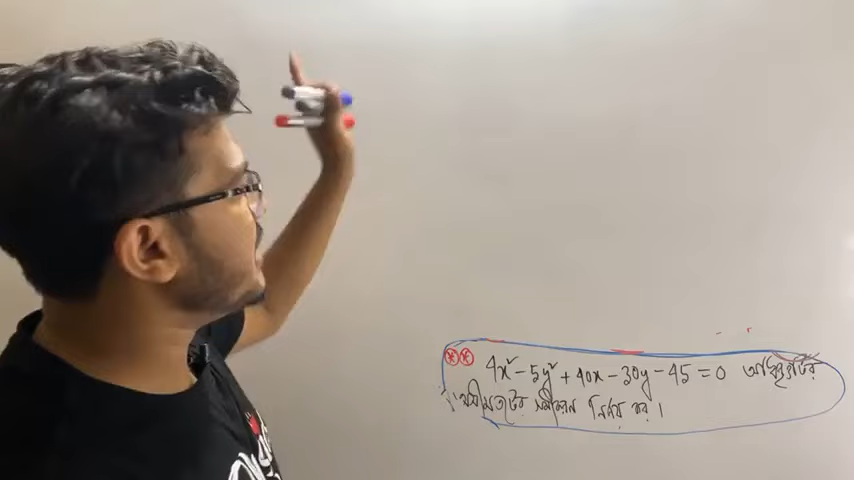 4x² - 5y² + 40x - 30y - 45 = 0 অধিবৃত্তটির
অসীমতটের সমীকরণ নির্ণয় কর।